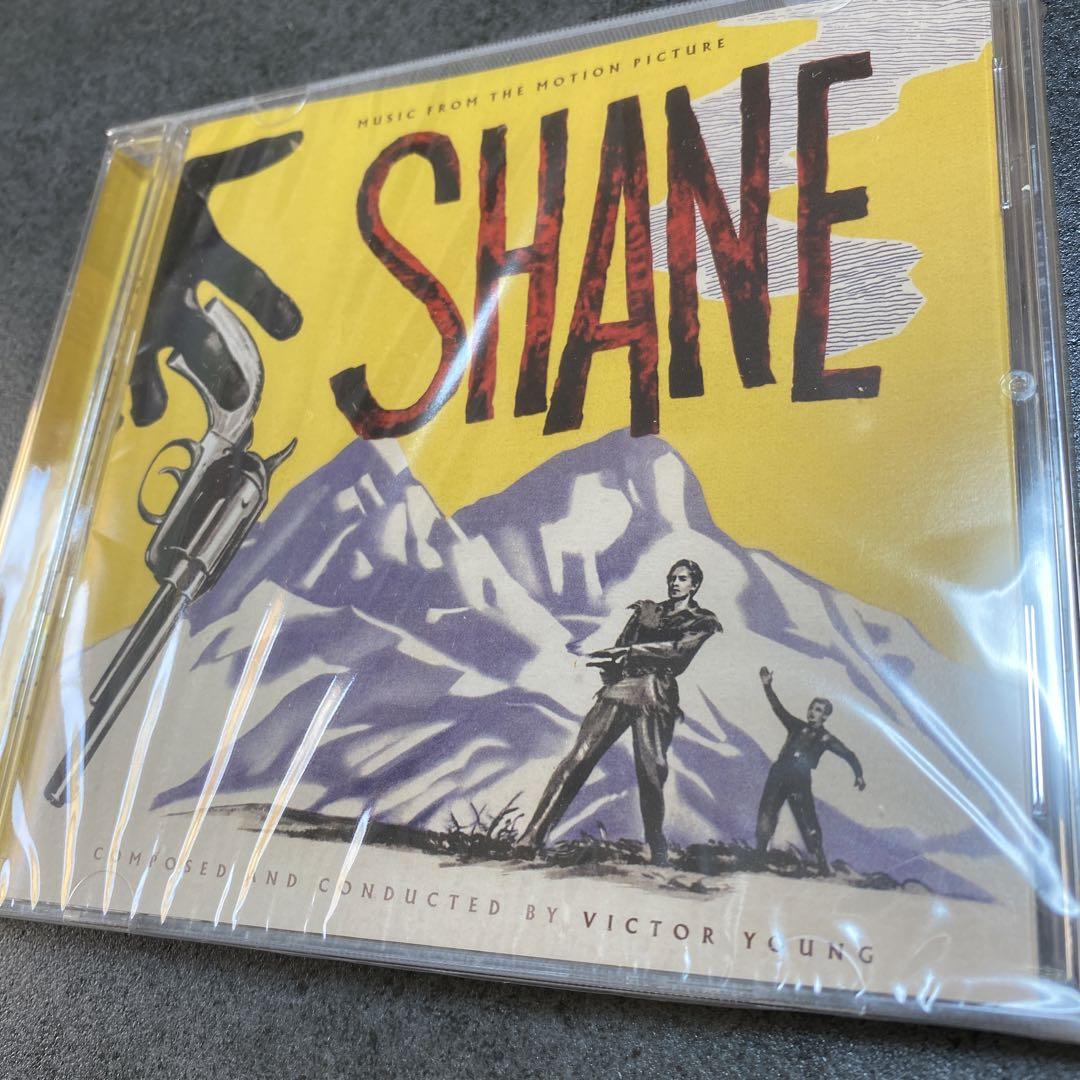 MUSIC FROM THE MOTION PICTURE
SHANE
COMPOSED AND CONDUCTED BY VICTOR YOUNG